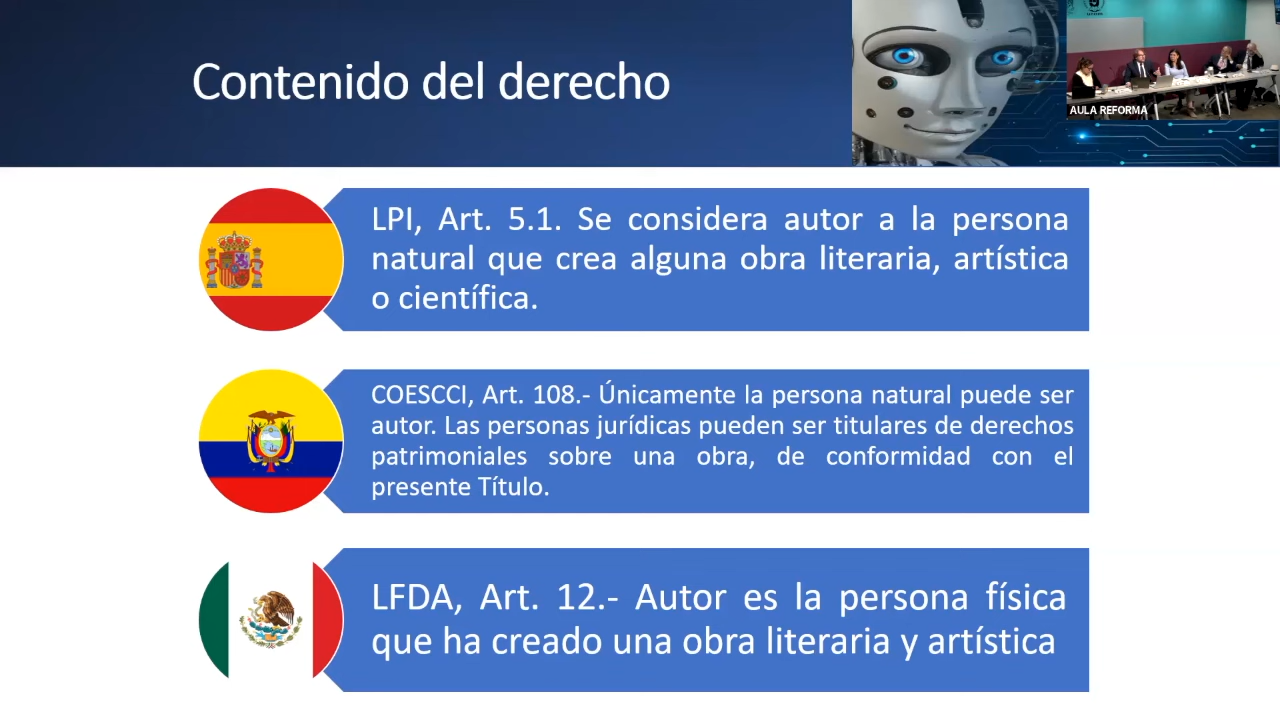 Contenido del derecho
AULA REFORMA
LPI, Art. 5.1. Se considera autor a la persona
natural que crea alguna obra literaria, artística
o científica.
COESCCI, Art. 108.- Únicamente la persona natural puede ser
autor. Las personas jurídicas pueden ser titulares de derechos
patrimoniales sobre una obra, de conformidad con el
presente Título.
LFDA, Art. 12.- Autor es la persona física
que ha creado una obra literaria y artística